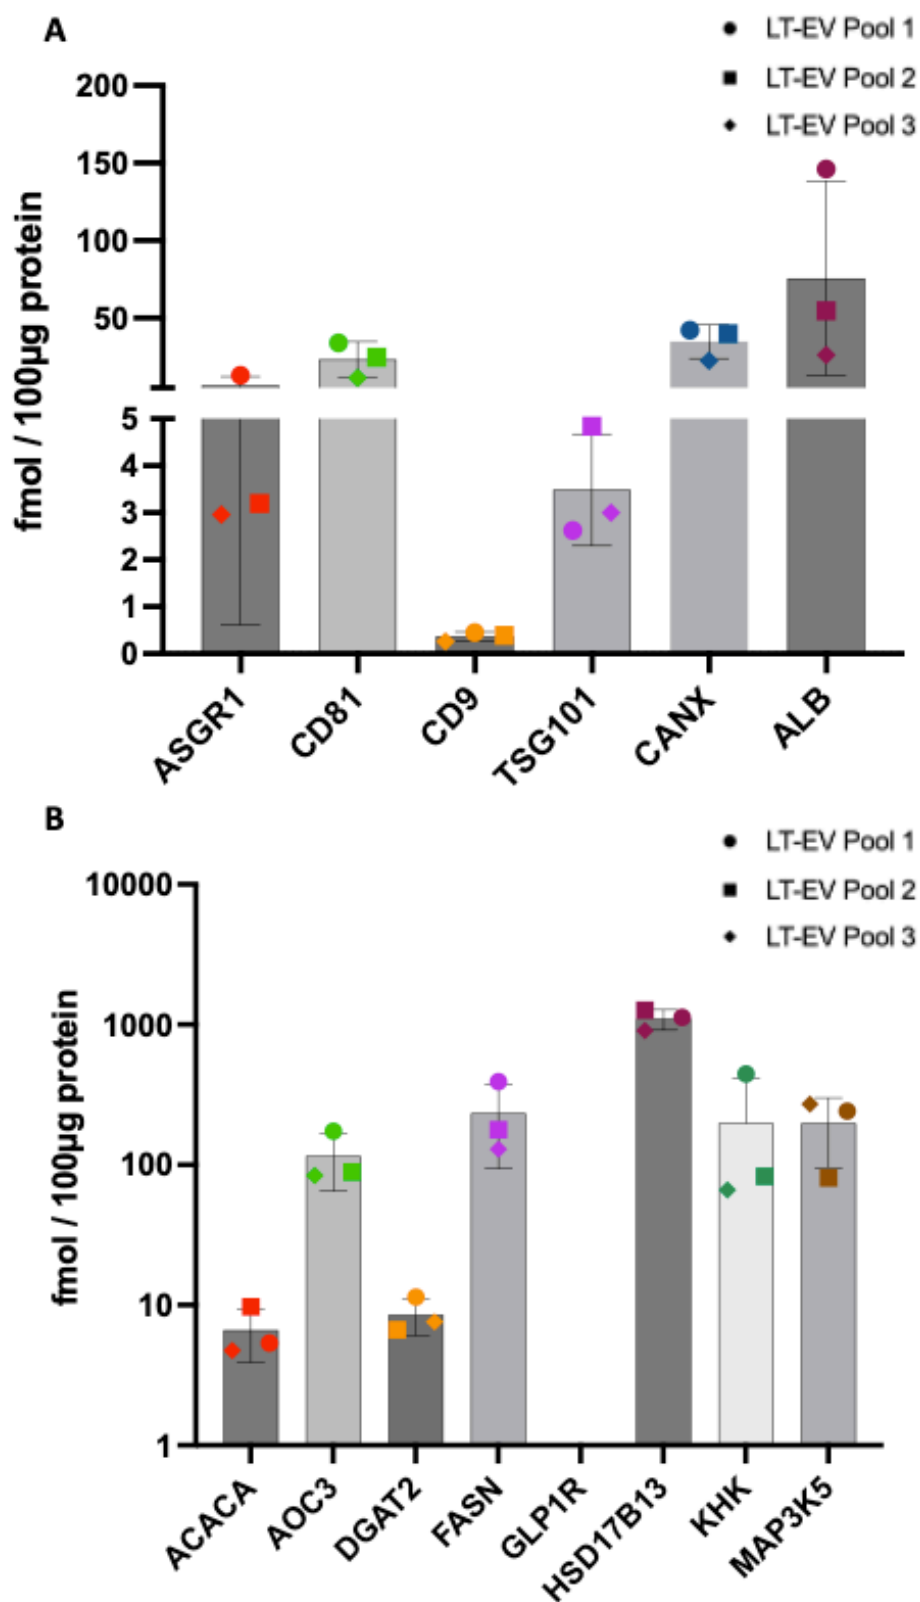 A
LT-EV Pool 1
LT-EV Pool 2
LT-EV Pool 3
200
150
100
50
5
4
3
2
1
0
fmol / 100µg protein
ASGR1
CD81
CD9
TSG101
CANX
ALB
B
LT-EV Pool 1
LT-EV Pool 2
LT-EV Pool 3
10000
1000
100
10
1
fmol / 100µg protein
ACACA
AOC3
DGAT2
FASN
GLP1R
HSD17B13
KHK
MAP3K5